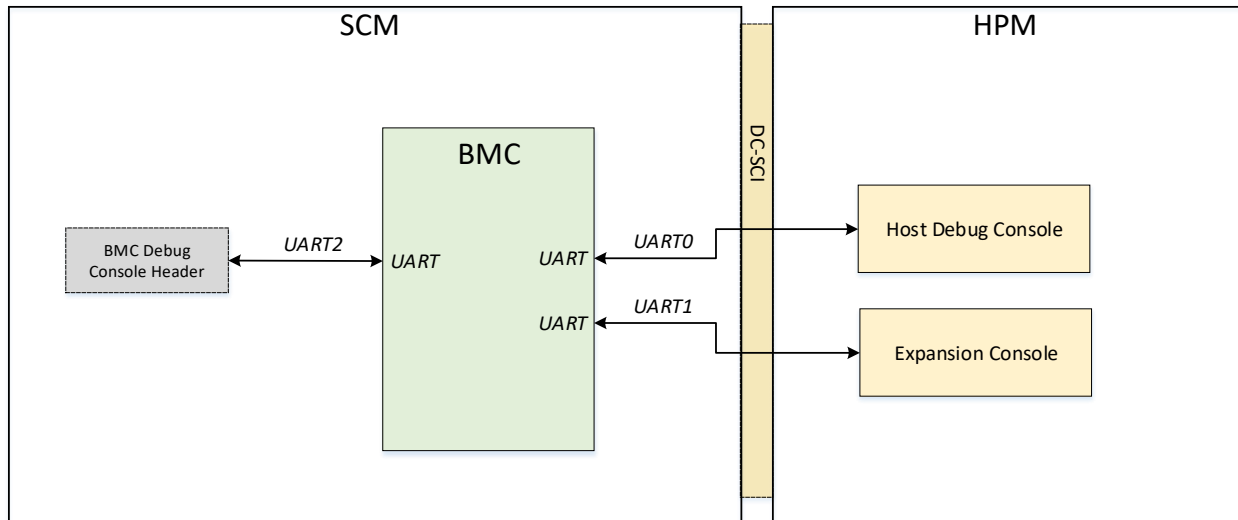 SCM
HPM
DC-SCI
BMC
BMC Debug
Console Header
UART2
UART
UART
UART0
UART
UART1
Host Debug Console
Expansion Console